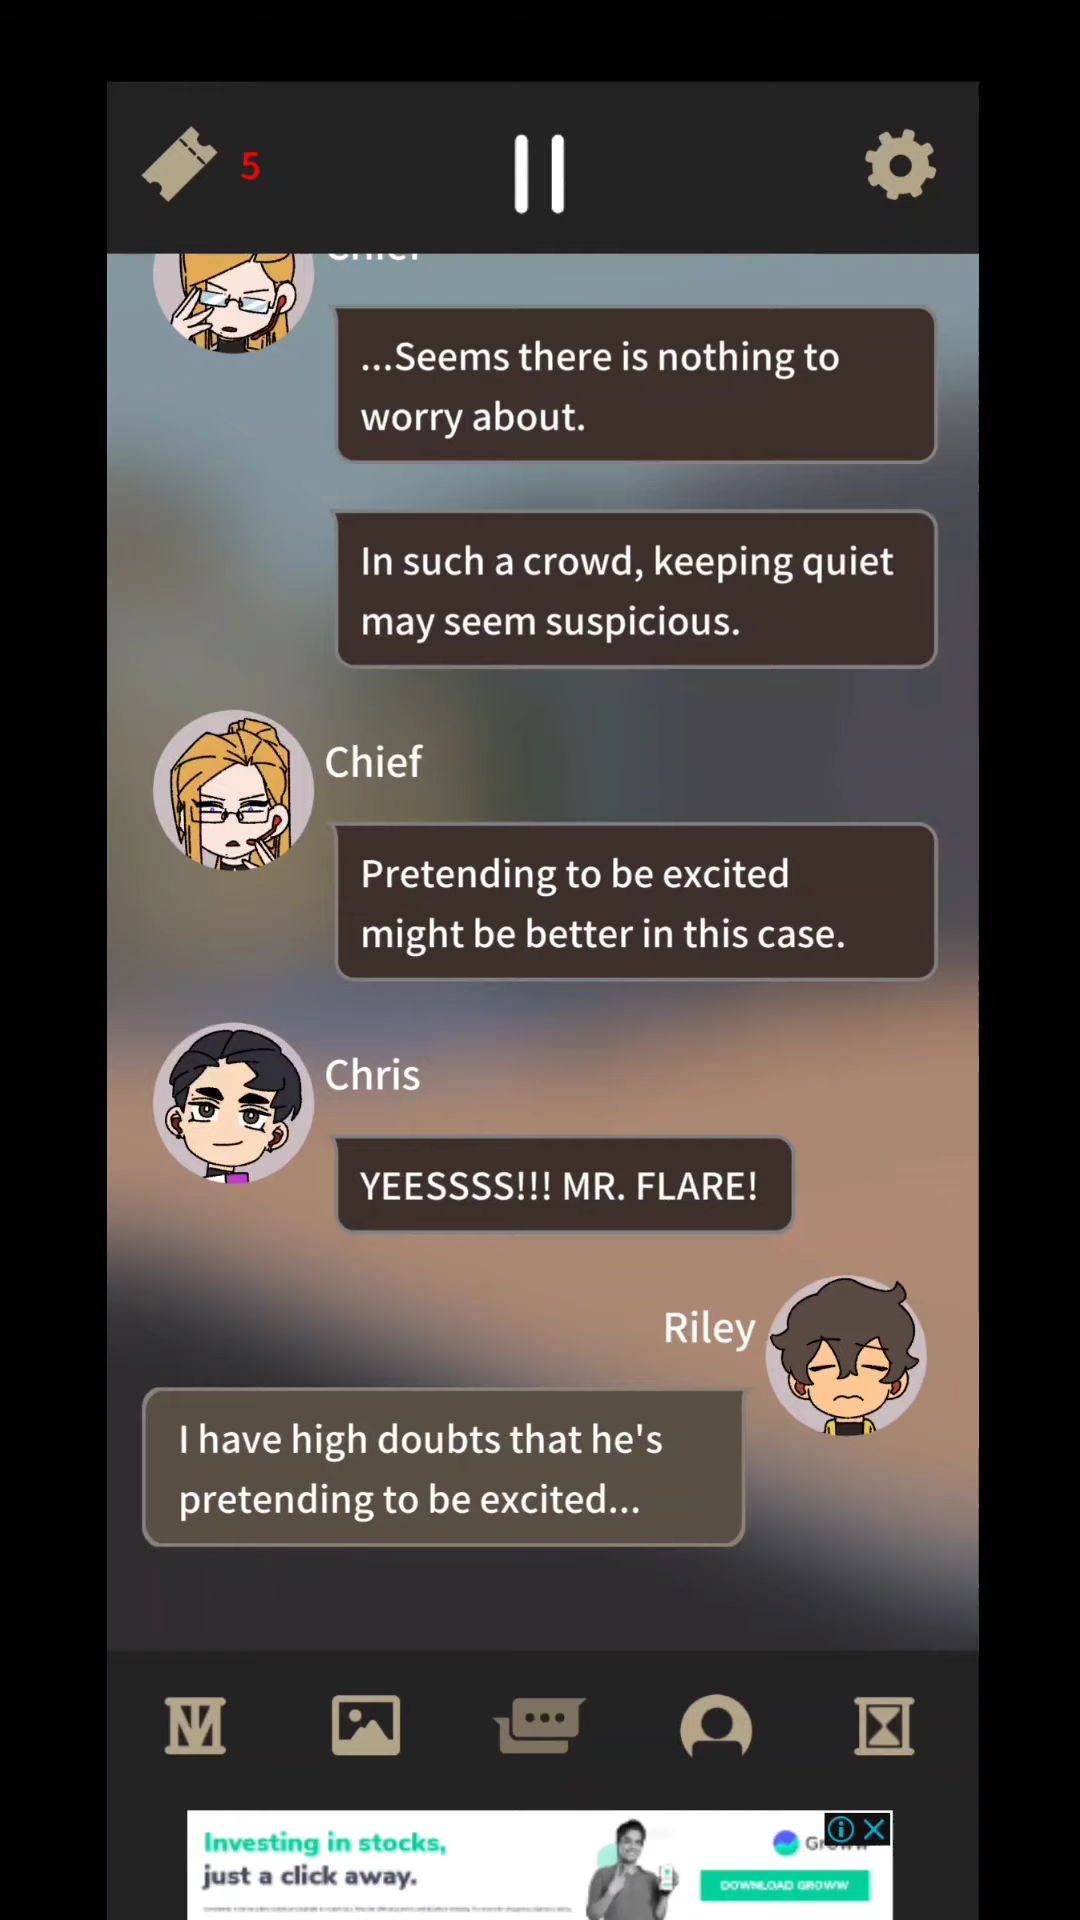 5
Chief
...Seems there is nothing to
worry about.
In such a crowd, keeping quiet
may seem suspicious.
Chief
Pretending to be excited
might be better in this case.
Chris
YEESSSS!!! MR. FLARE!
Riley
I have high doubts that he's
pretending to be excited...
Investing in stocks,
just a click away.
Groww
DOWNLOAD GROWW